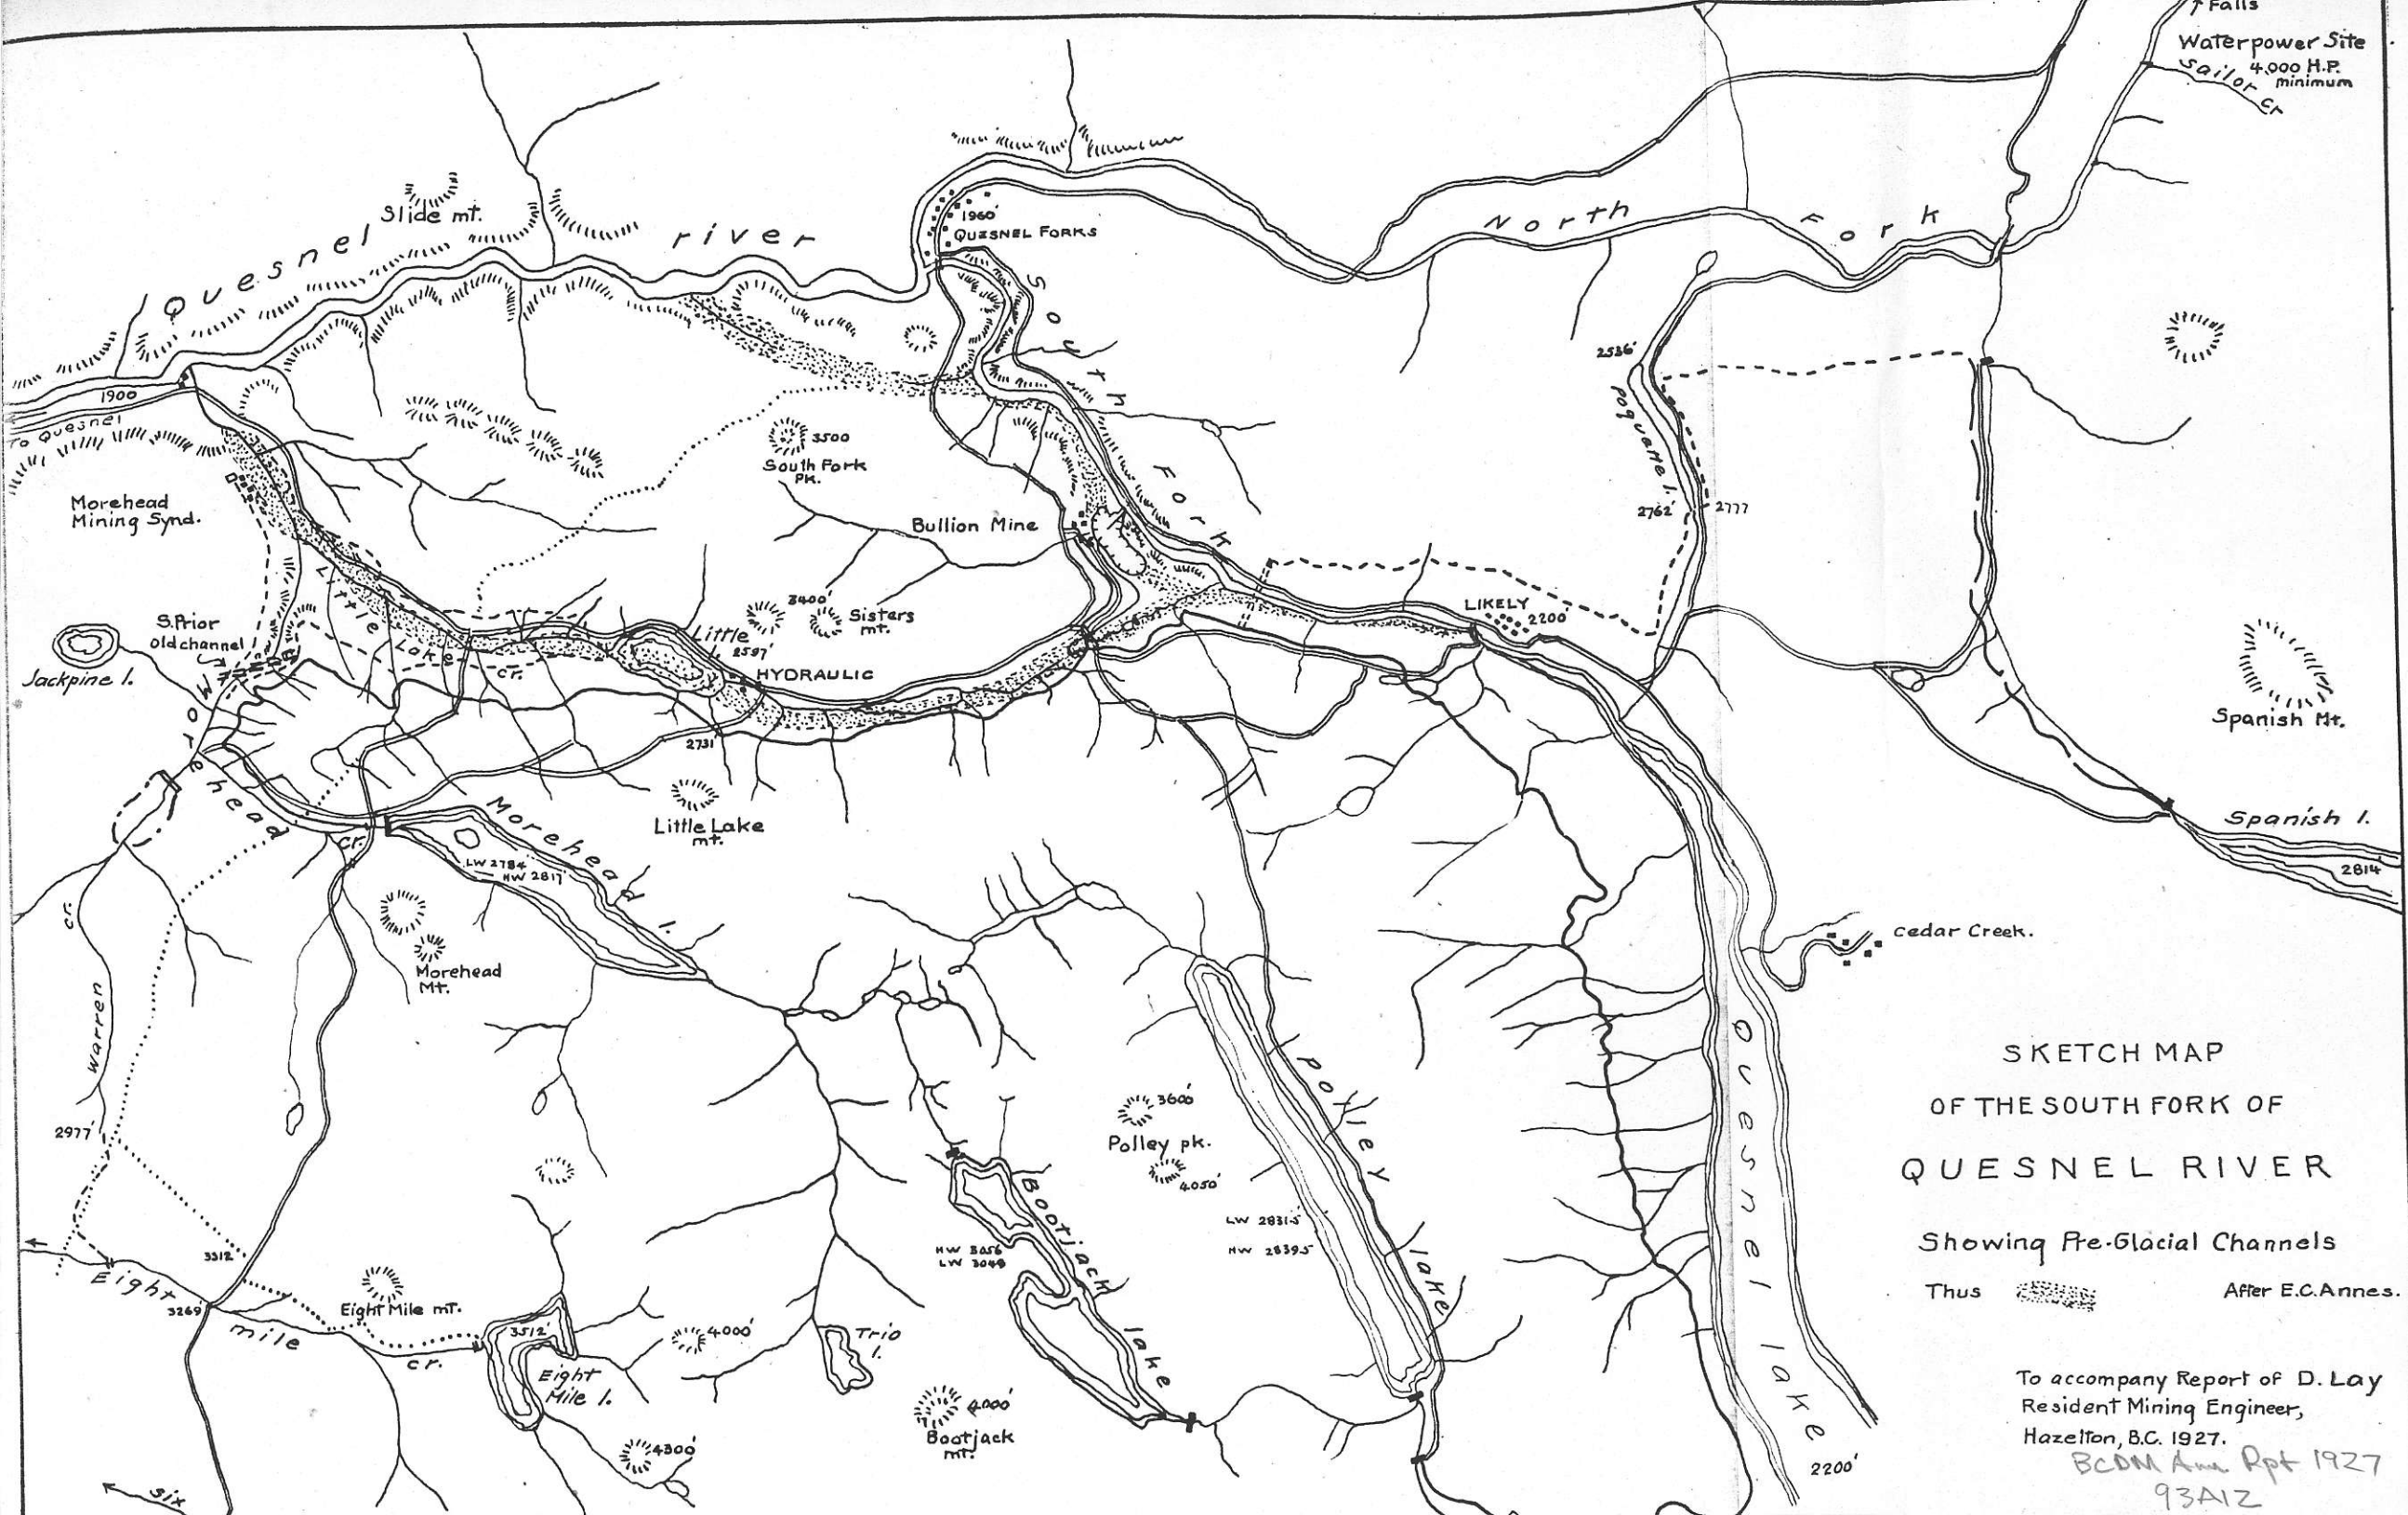 ↑ Falls
Waterpower Site
4,000 H.P.
minimum
Sailor Cr
Slide mt.
Quesnel river
1960'
QUESNEL FORKS
North Fork
South Fork
1900
To Quesnel
2536'
3500
South Fork
Pk.
Morehead
Mining Synd.
Bullion Mine
2762'
2777
LIKELY
2200'
S. Prior
old channel
Jackpine l.
Little Lake cr.
3400'
Sisters
mt.
Little
l.
2597'
HYDRAULIC
Spanish Mt.
2731'
Morehead cr.
Little Lake
mt.
Morehead l.
LW 2784'
HW 2817'
Spanish l.
2814'
Morehead
Mt.
Cedar Creek.
cr.
Warren
2977'
3600'
Polley pk.
4050'
Polley lake
LW 2831.5'
HW 2839.5
Bootjack lake
HW 3056
Quesnel lake
2200'
3312'
Eight mile cr.
3269'
Eight Mile mt.
3512'
Eight
Mile l.
4000'
Trio
l.
4000'
Bootjack
mt.
4300'
six
SKETCH MAP
OF THE SOUTH FORK OF
QUESNEL RIVER
Showing Pre-Glacial Channels
Thus After E.C. Annes.
To accompany Report of D. Lay
Resident Mining Engineer,
Hazelton, B.C. 1927.
BCDM Ann. Rpt 1927
93A12